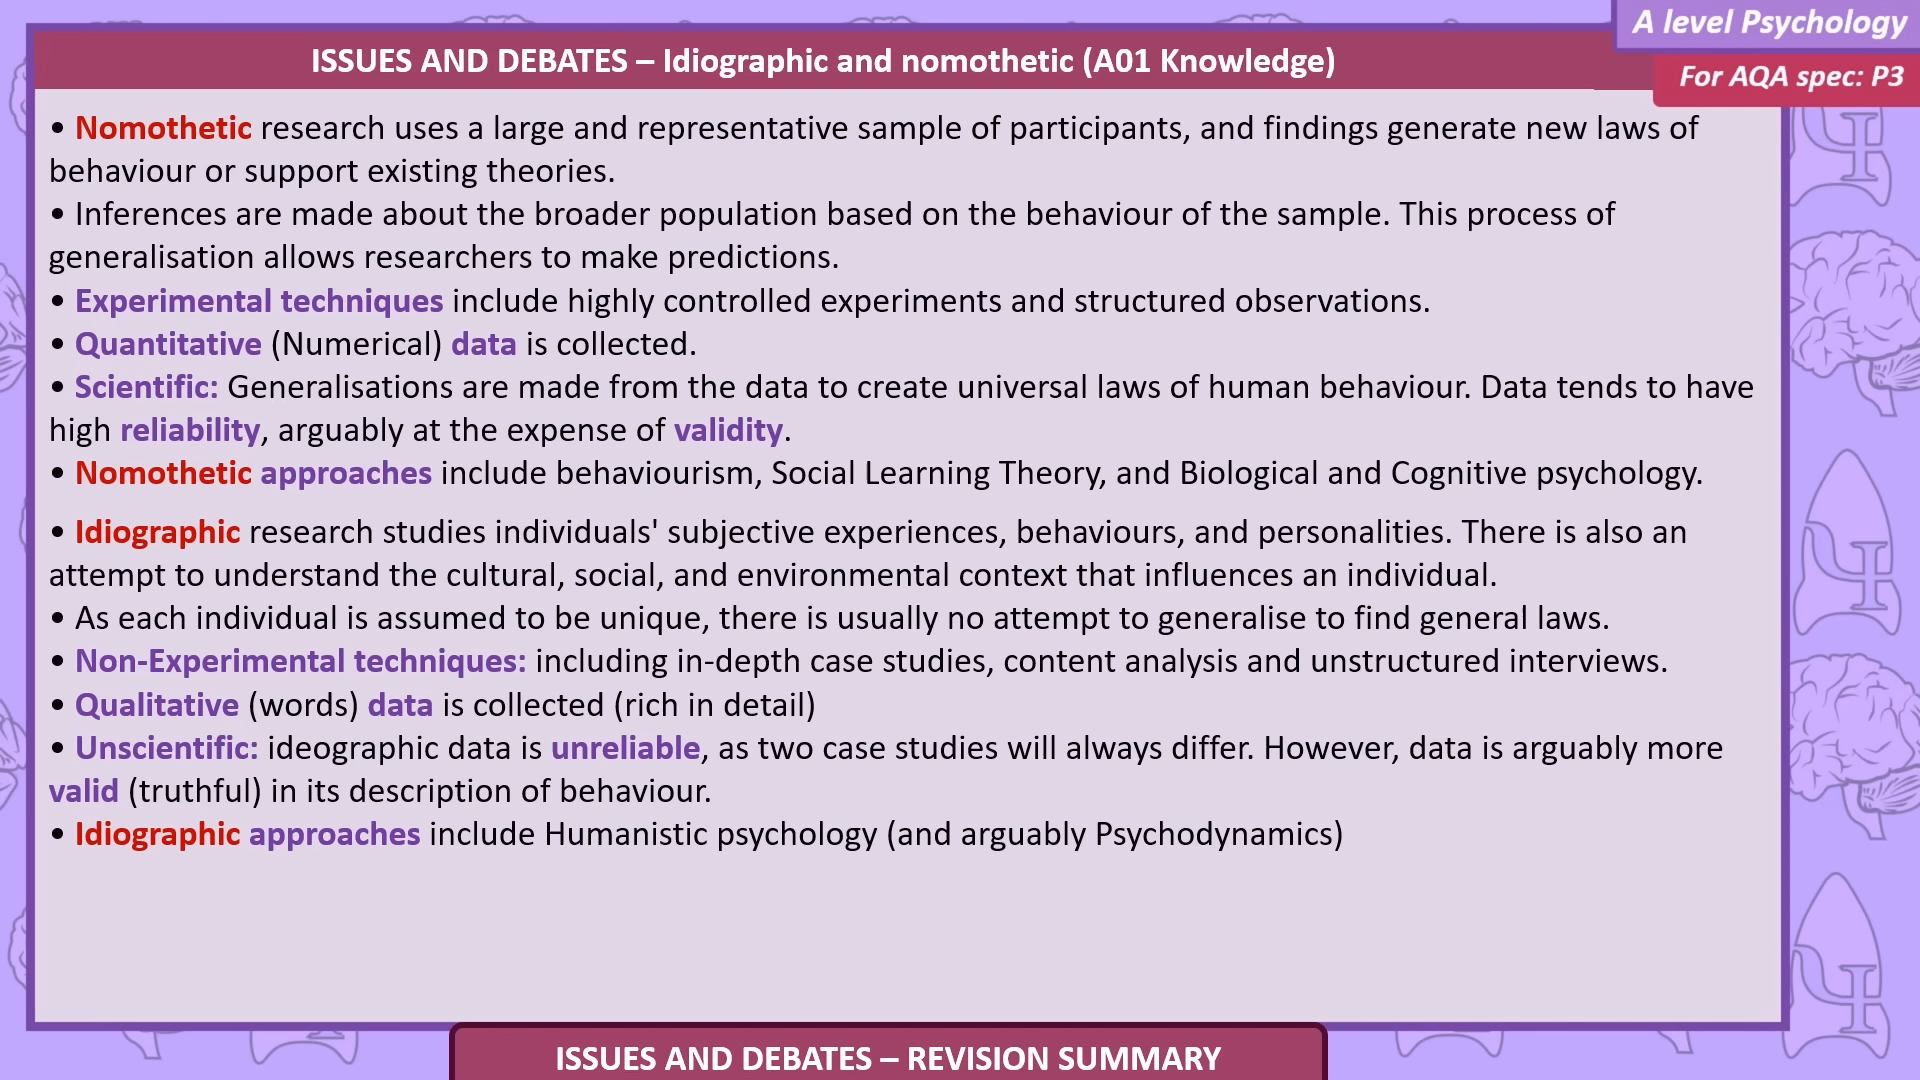 A level Psychology
For AQA spec: P3
ISSUES AND DEBATES – Idiographic and nomothetic (A01 Knowledge)
• Nomothetic research uses a large and representative sample of participants, and findings generate new laws of
behaviour or support existing theories.
• Inferences are made about the broader population based on the behaviour of the sample. This process of
generalisation allows researchers to make predictions.
• Experimental techniques include highly controlled experiments and structured observations.
• Quantitative (Numerical) data is collected.
• Scientific: Generalisations are made from the data to create universal laws of human behaviour. Data tends to have
high reliability, arguably at the expense of validity.
• Nomothetic approaches include behaviourism, Social Learning Theory, and Biological and Cognitive psychology.
• Idiographic research studies individuals' subjective experiences, behaviours, and personalities. There is also an
attempt to understand the cultural, social, and environmental context that influences an individual.
• As each individual is assumed to be unique, there is usually no attempt to generalise to find general laws.
• Non-Experimental techniques: including in-depth case studies, content analysis and unstructured interviews.
• Qualitative (words) data is collected (rich in detail)
• Unscientific: ideographic data is unreliable, as two case studies will always differ. However, data is arguably more
valid (truthful) in its description of behaviour.
• Idiographic approaches include Humanistic psychology (and arguably Psychodynamics)
ISSUES AND DEBATES – REVISION SUMMARY